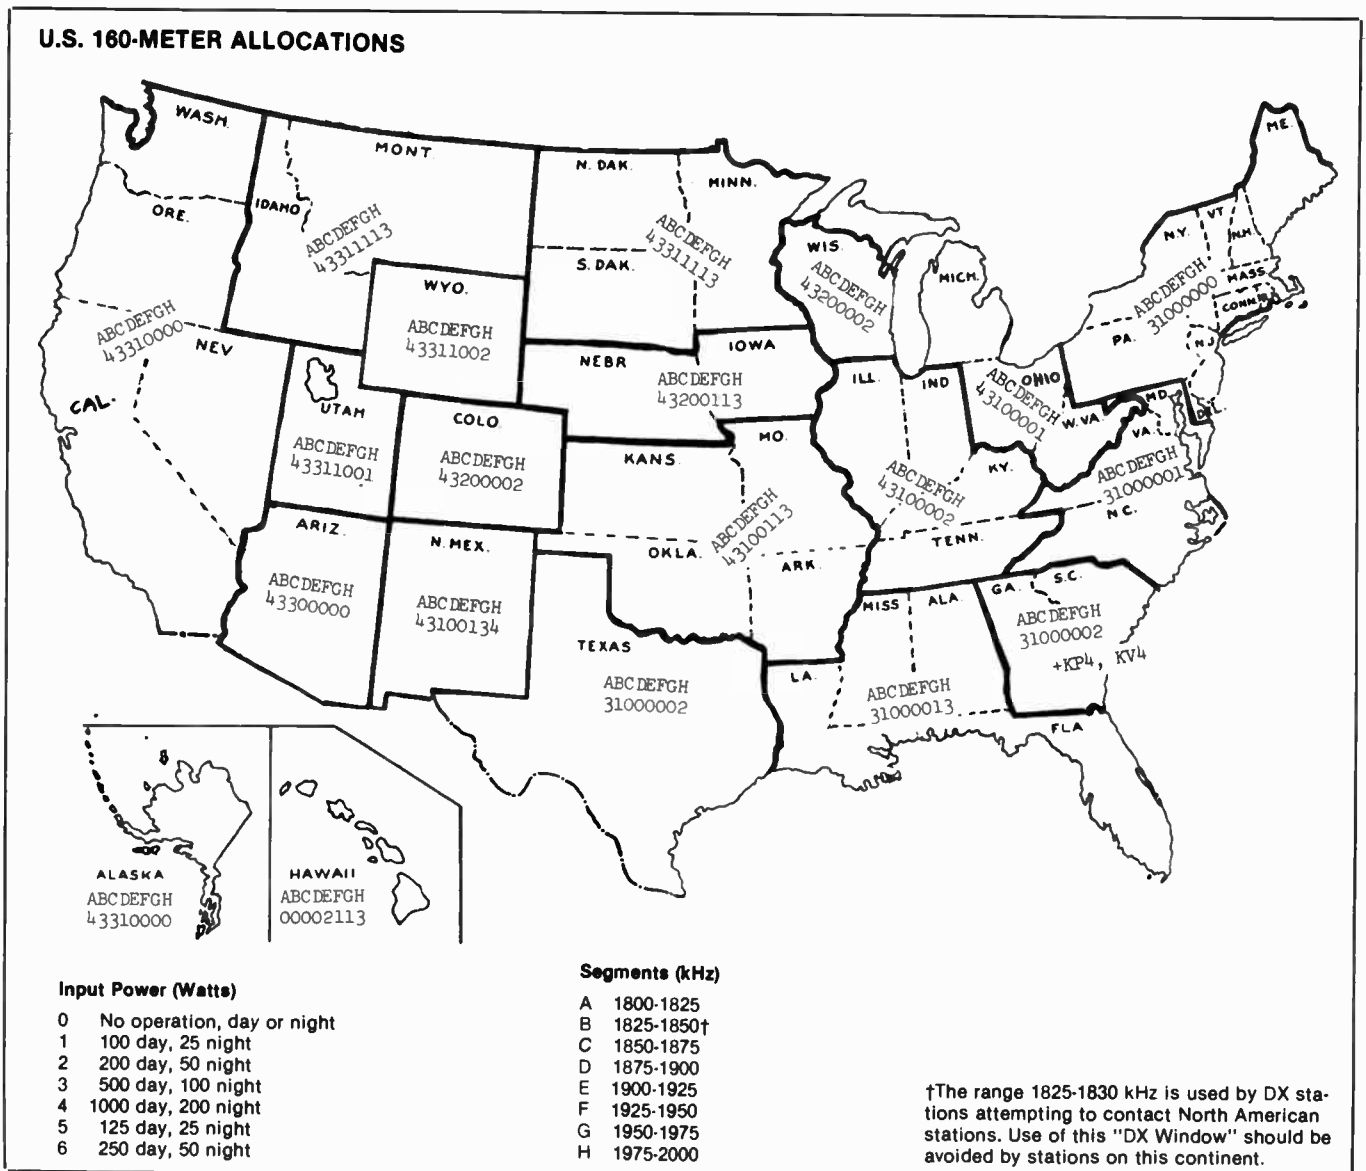 U.S. 160-METER ALLOCATIONS
WASH.
MONT.
N. DAK.
MINN.
ME.
ORE.
IDAHO
ABCDEFGH
43311113
ABCDEFGH
43311113
S. DAK.
WIS.
ABCDEFGH
43200002
MICH.
N.Y.
VT.
N.H.
MASS
CONN.
R.I.
ABCDEFGH
31000000
WYO.
ABCDEFGH
43311002
ABCDEFGH
43310000
NEV
CAL.
NEBR
IOWA
ABCDEFGH
43200113
PA.
N.J.
ILL.
IND
OHIO
ABCDEFGH
43100001
W.VA.
MD.
DEL.
VA.
ABCDEFGH
31000001
UTAH
ABCDEFGH
43311001
COLO.
ABCDEFGH
43200002
KANS.
MO.
ABCDEFGH
43100113
KY.
ABCDEFGH
43100002
N.C.
ARIZ.
ABCDEFGH
43300000
N.MEX.
ABCDEFGH
43100134
OKLA.
ARK.
TENN.
MISS
ALA.
GA.
S.C.
ABCDEFGH
31000002
+KP4, KV4
TEXAS
ABCDEFGH
31000002
LA.
ABCDEFGH
31000013
FLA
ALASKA
ABCDEFGH
43310000
HAWAII
ABCDEFGH
00002113
Input Power (Watts)
0 No operation, day or night
1 100 day, 25 night
2 200 day, 50 night
3 500 day, 100 night
4 1000 day, 200 night
5 125 day, 25 night
6 250 day, 50 night
Segments (kHz)
A 1800-1825
B 1825-1850†
C 1850-1875
D 1875-1900
E 1900-1925
F 1925-1950
G 1950-1975
H 1975-2000
†The range 1825-1830 kHz is used by DX sta-
tions attempting to contact North American
stations. Use of this "DX Window" should be
avoided by stations on this continent.